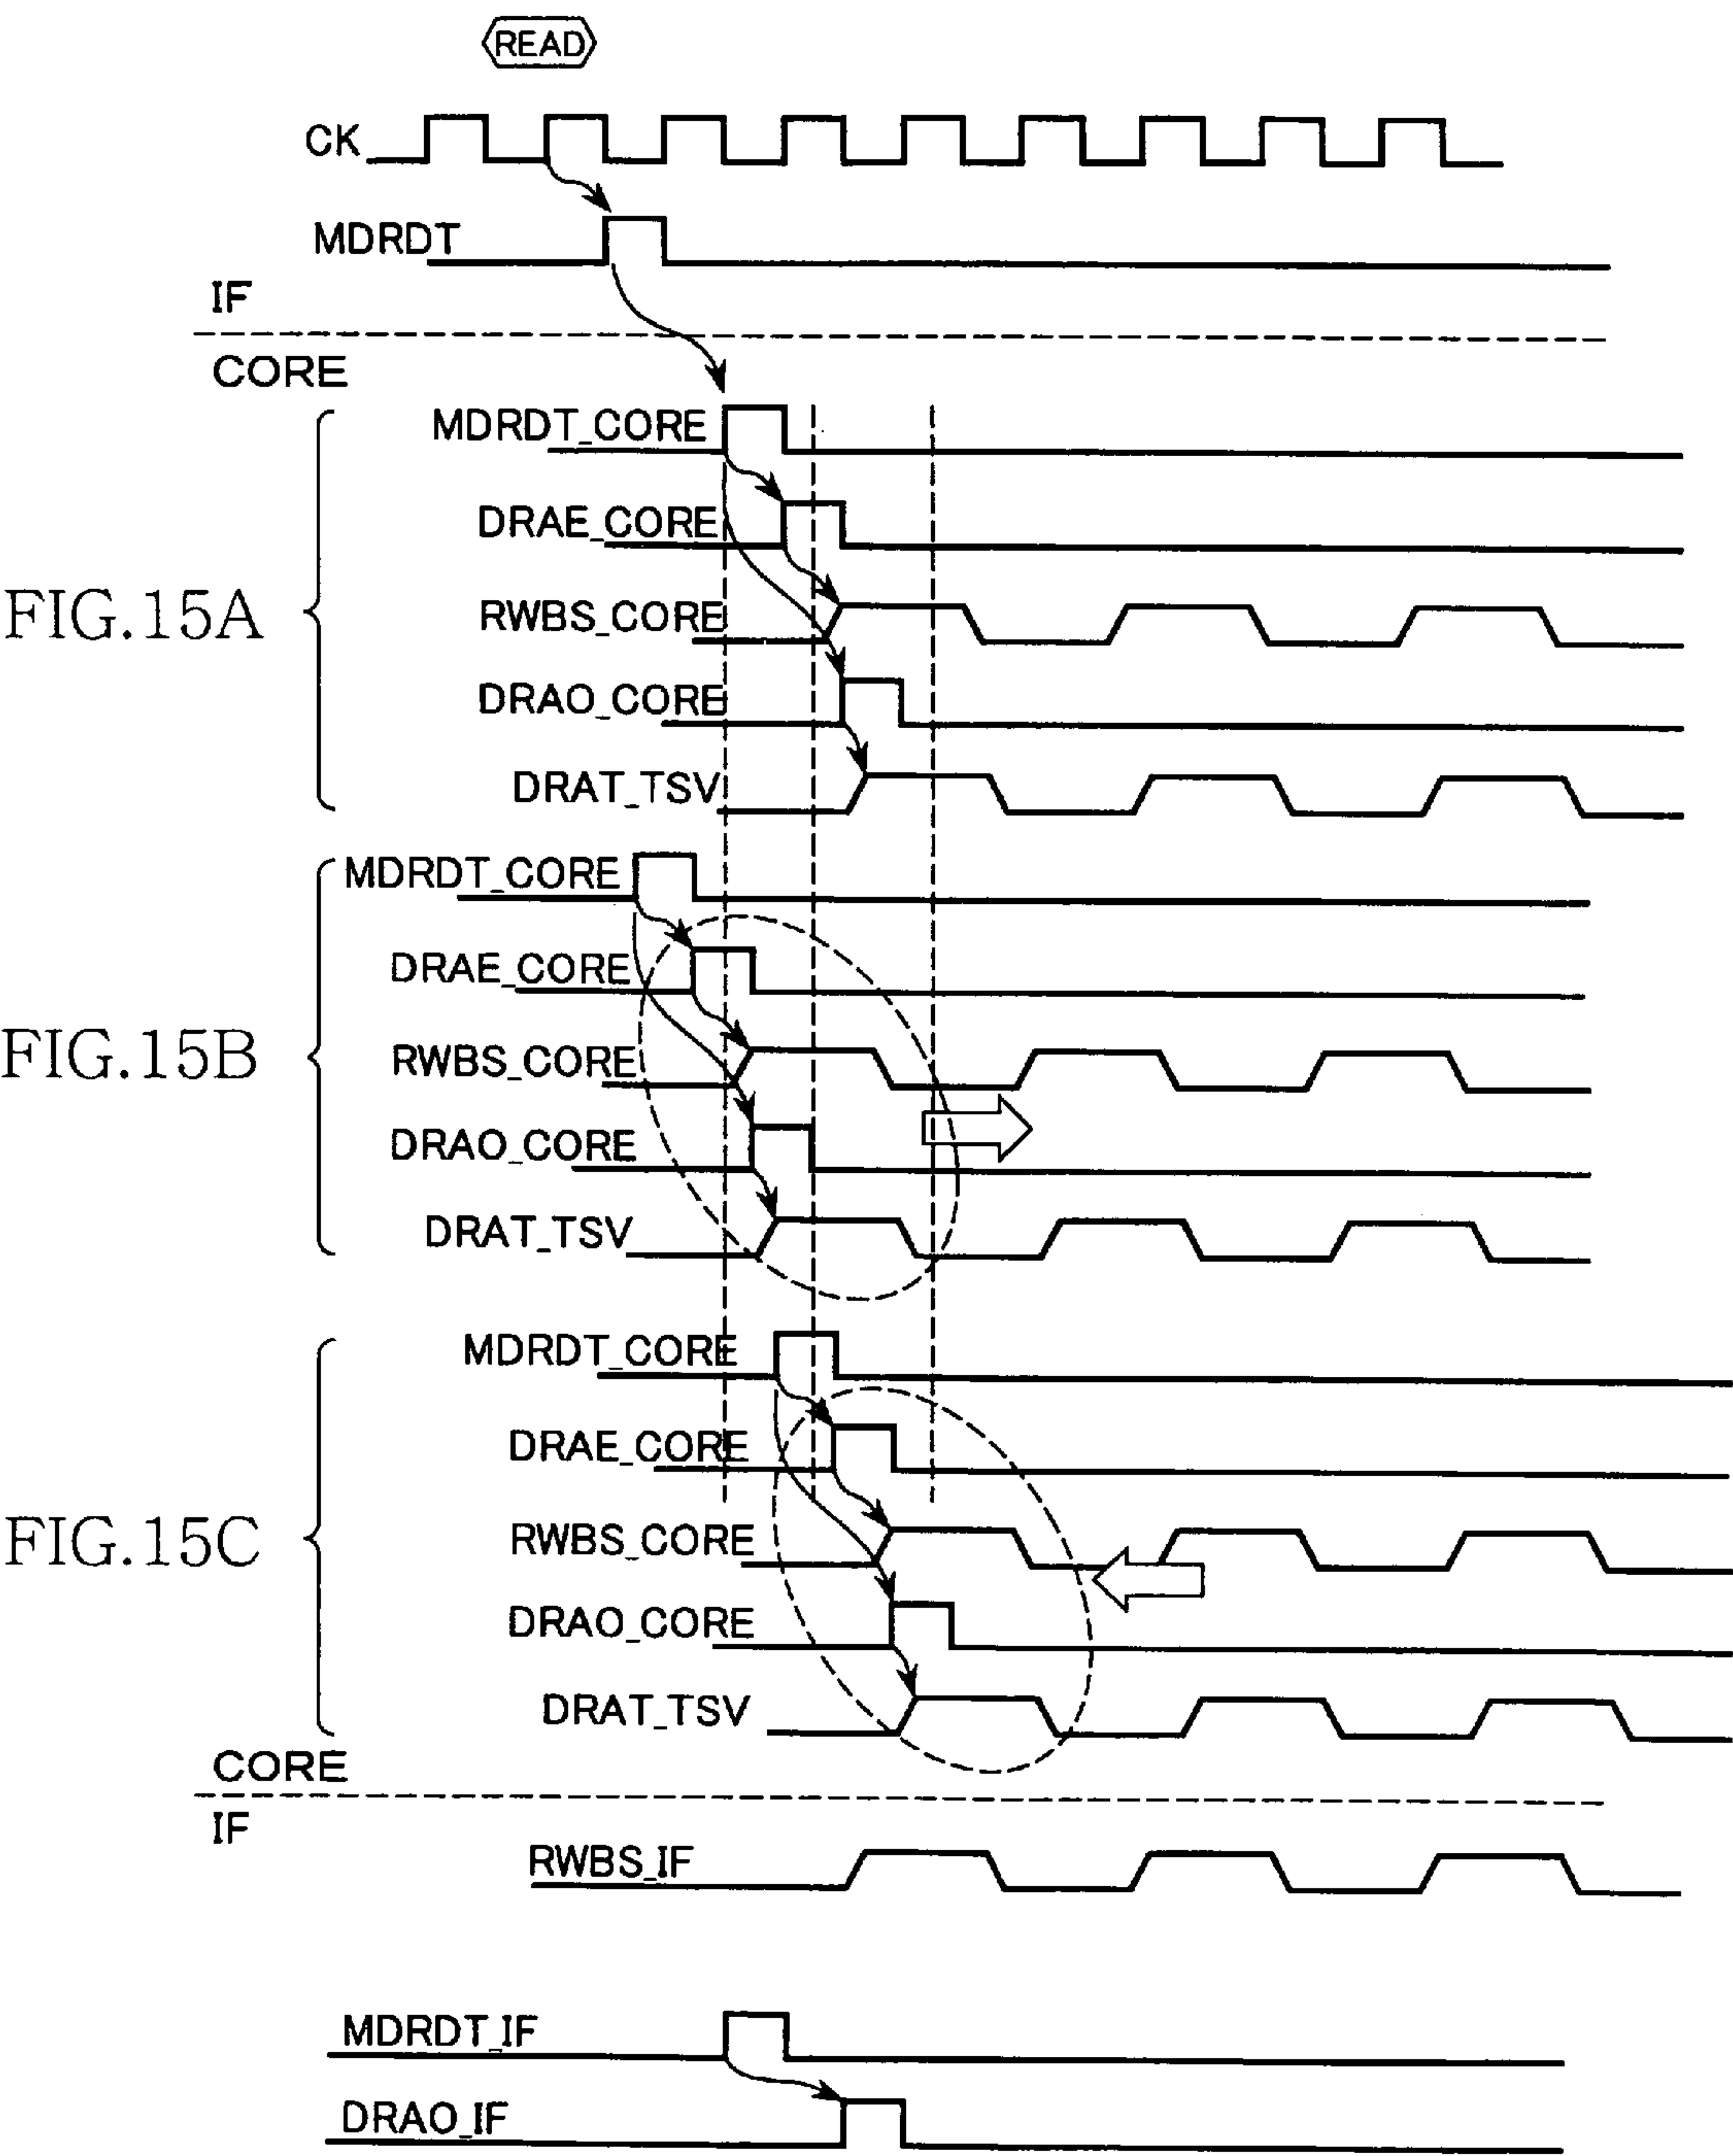 READ
CK
MDRDT
IF
CORE
FIG.15A
MDRDT_CORE
DRAE_CORE
RWBS_CORE
DRAO_CORE
DRAT_TSV
FIG.15B
MDRDT_CORE
DRAE_CORE
RWBS_CORE
DRAO_CORE
DRAT_TSV
FIG.15C
MDRDT_CORE
DRAE_CORE
RWBS_CORE
DRAO_CORE
DRAT_TSV
CORE
IF
RWBS_IF
MDRDT_IF
DRAO_IF